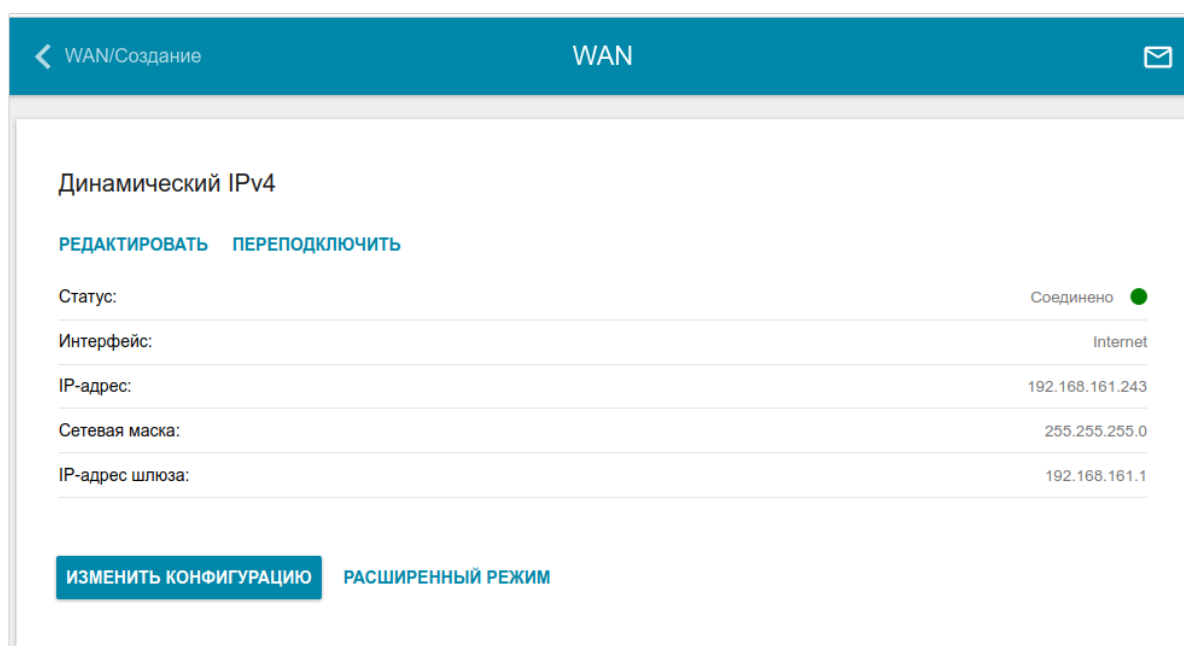 WAN/Создание WAN
Динамический IPv4
РЕДАКТИРОВАТЬ ПЕРЕПОДКЛЮЧИТЬ
Статус: Соединено
Интерфейс: Internet
IP-адрес: 192.168.161.243
Сетевая маска: 255.255.255.0
IP-адрес шлюза: 192.168.161.1
ИЗМЕНИТЬ КОНФИГУРАЦИЮ РАСШИРЕННЫЙ РЕЖИМ